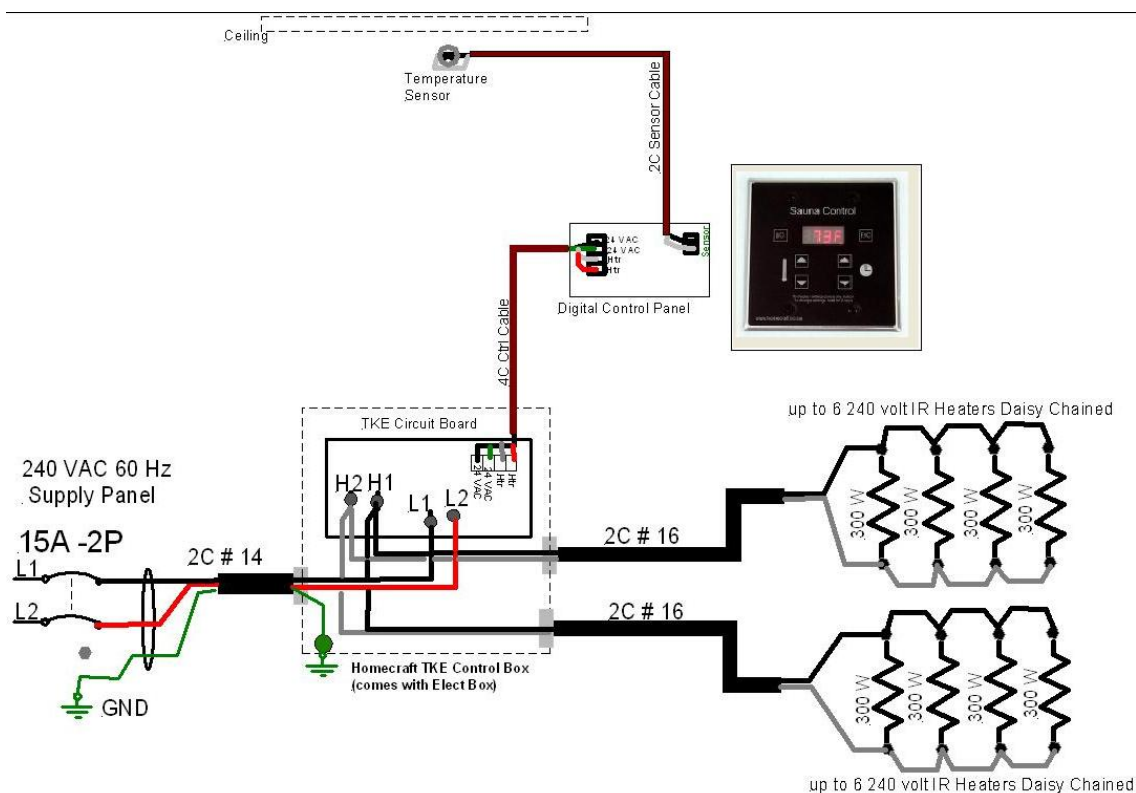 Ceiling
Temperature
Sensor
2C Sensor Cable
Sauna Control
73F
24 VAC
24 VAC
Htr
Htr
Sensor
Digital Control Panel
4C Ctrl Cable
up to 6 240 volt IR Heaters Daisy Chained
TKE Circuit Board
24 VAC
24 VAC
Htr
Htr
240 VAC 60 Hz
Supply Panel
H2
H1
L1
L2
300 W
300 W
300 W
300 W
15A -2P
2C # 14
2C # 16
L1
L2
2C # 16
Homecraft TKE Control Box
(comes with Elect Box)
GND
300 W
300 W
300 W
300 W
up to 6 240 volt IR Heaters Daisy Chained